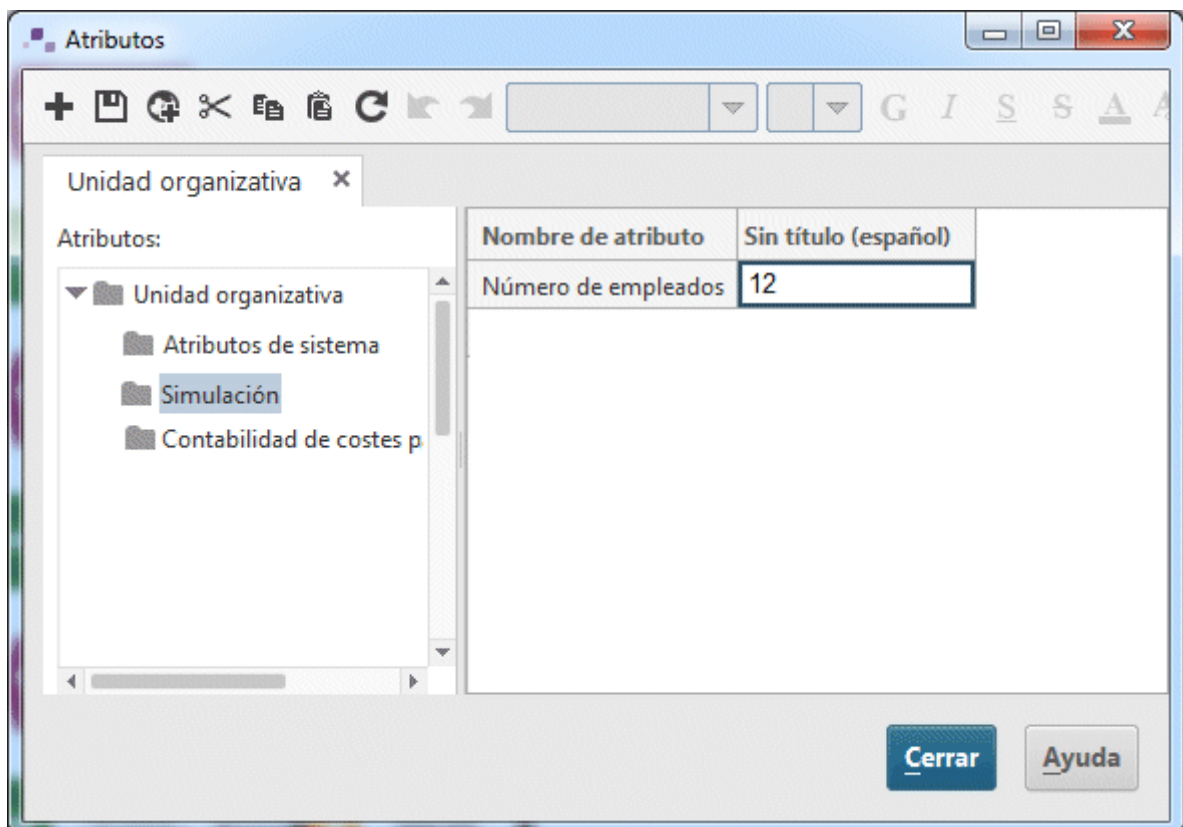 Atributos
G I S S A
Unidad organizativa
Atributos:
Unidad organizativa
Atributos de sistema
Simulación
Contabilidad de costes p
Nombre de atributo Sin título (español)
Número de empleados 12
Cerrar Ayuda